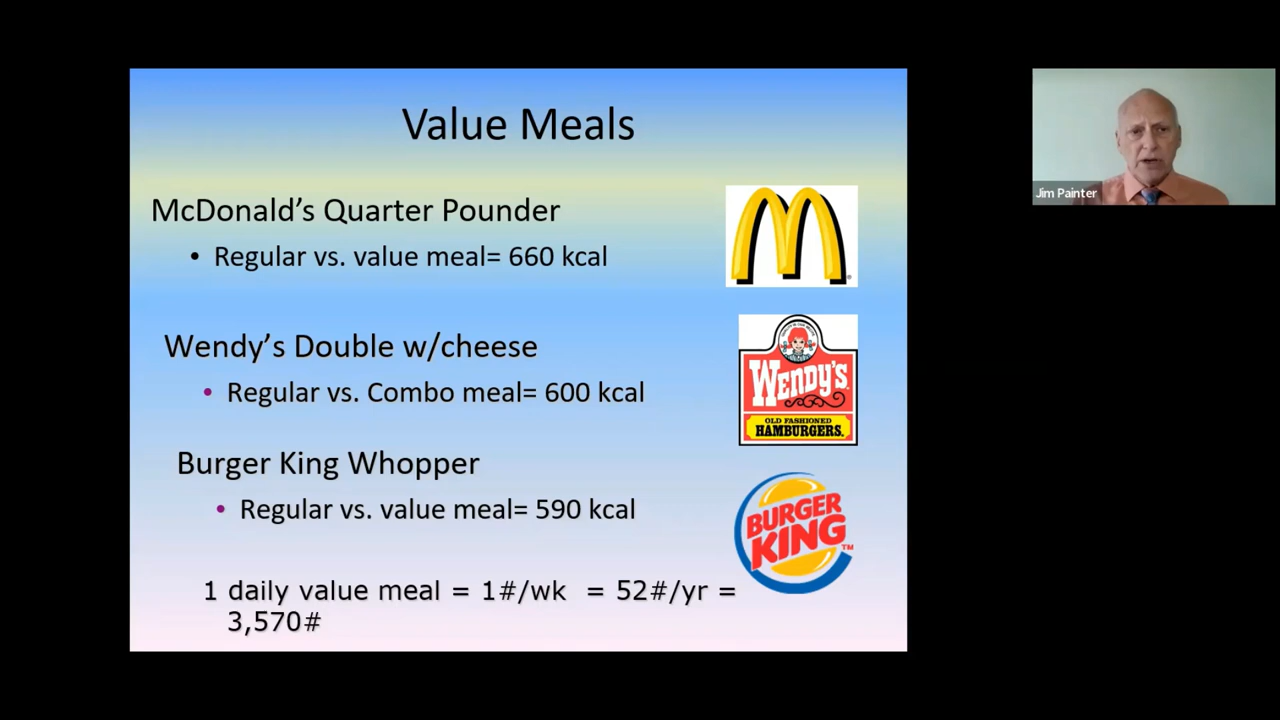 Value Meals
McDonald's Quarter Pounder
• Regular vs. value meal= 660 kcal
Wendy's Double w/cheese
• Regular vs. Combo meal= 600 kcal
Burger King Whopper
• Regular vs. value meal= 590 kcal
1 daily value meal = 1#/wk = 52#/yr =
3,570#
WENDY'S
OLD FASHIONED
HAMBURGERS.
BURGER
KING
TM
Jim Painter